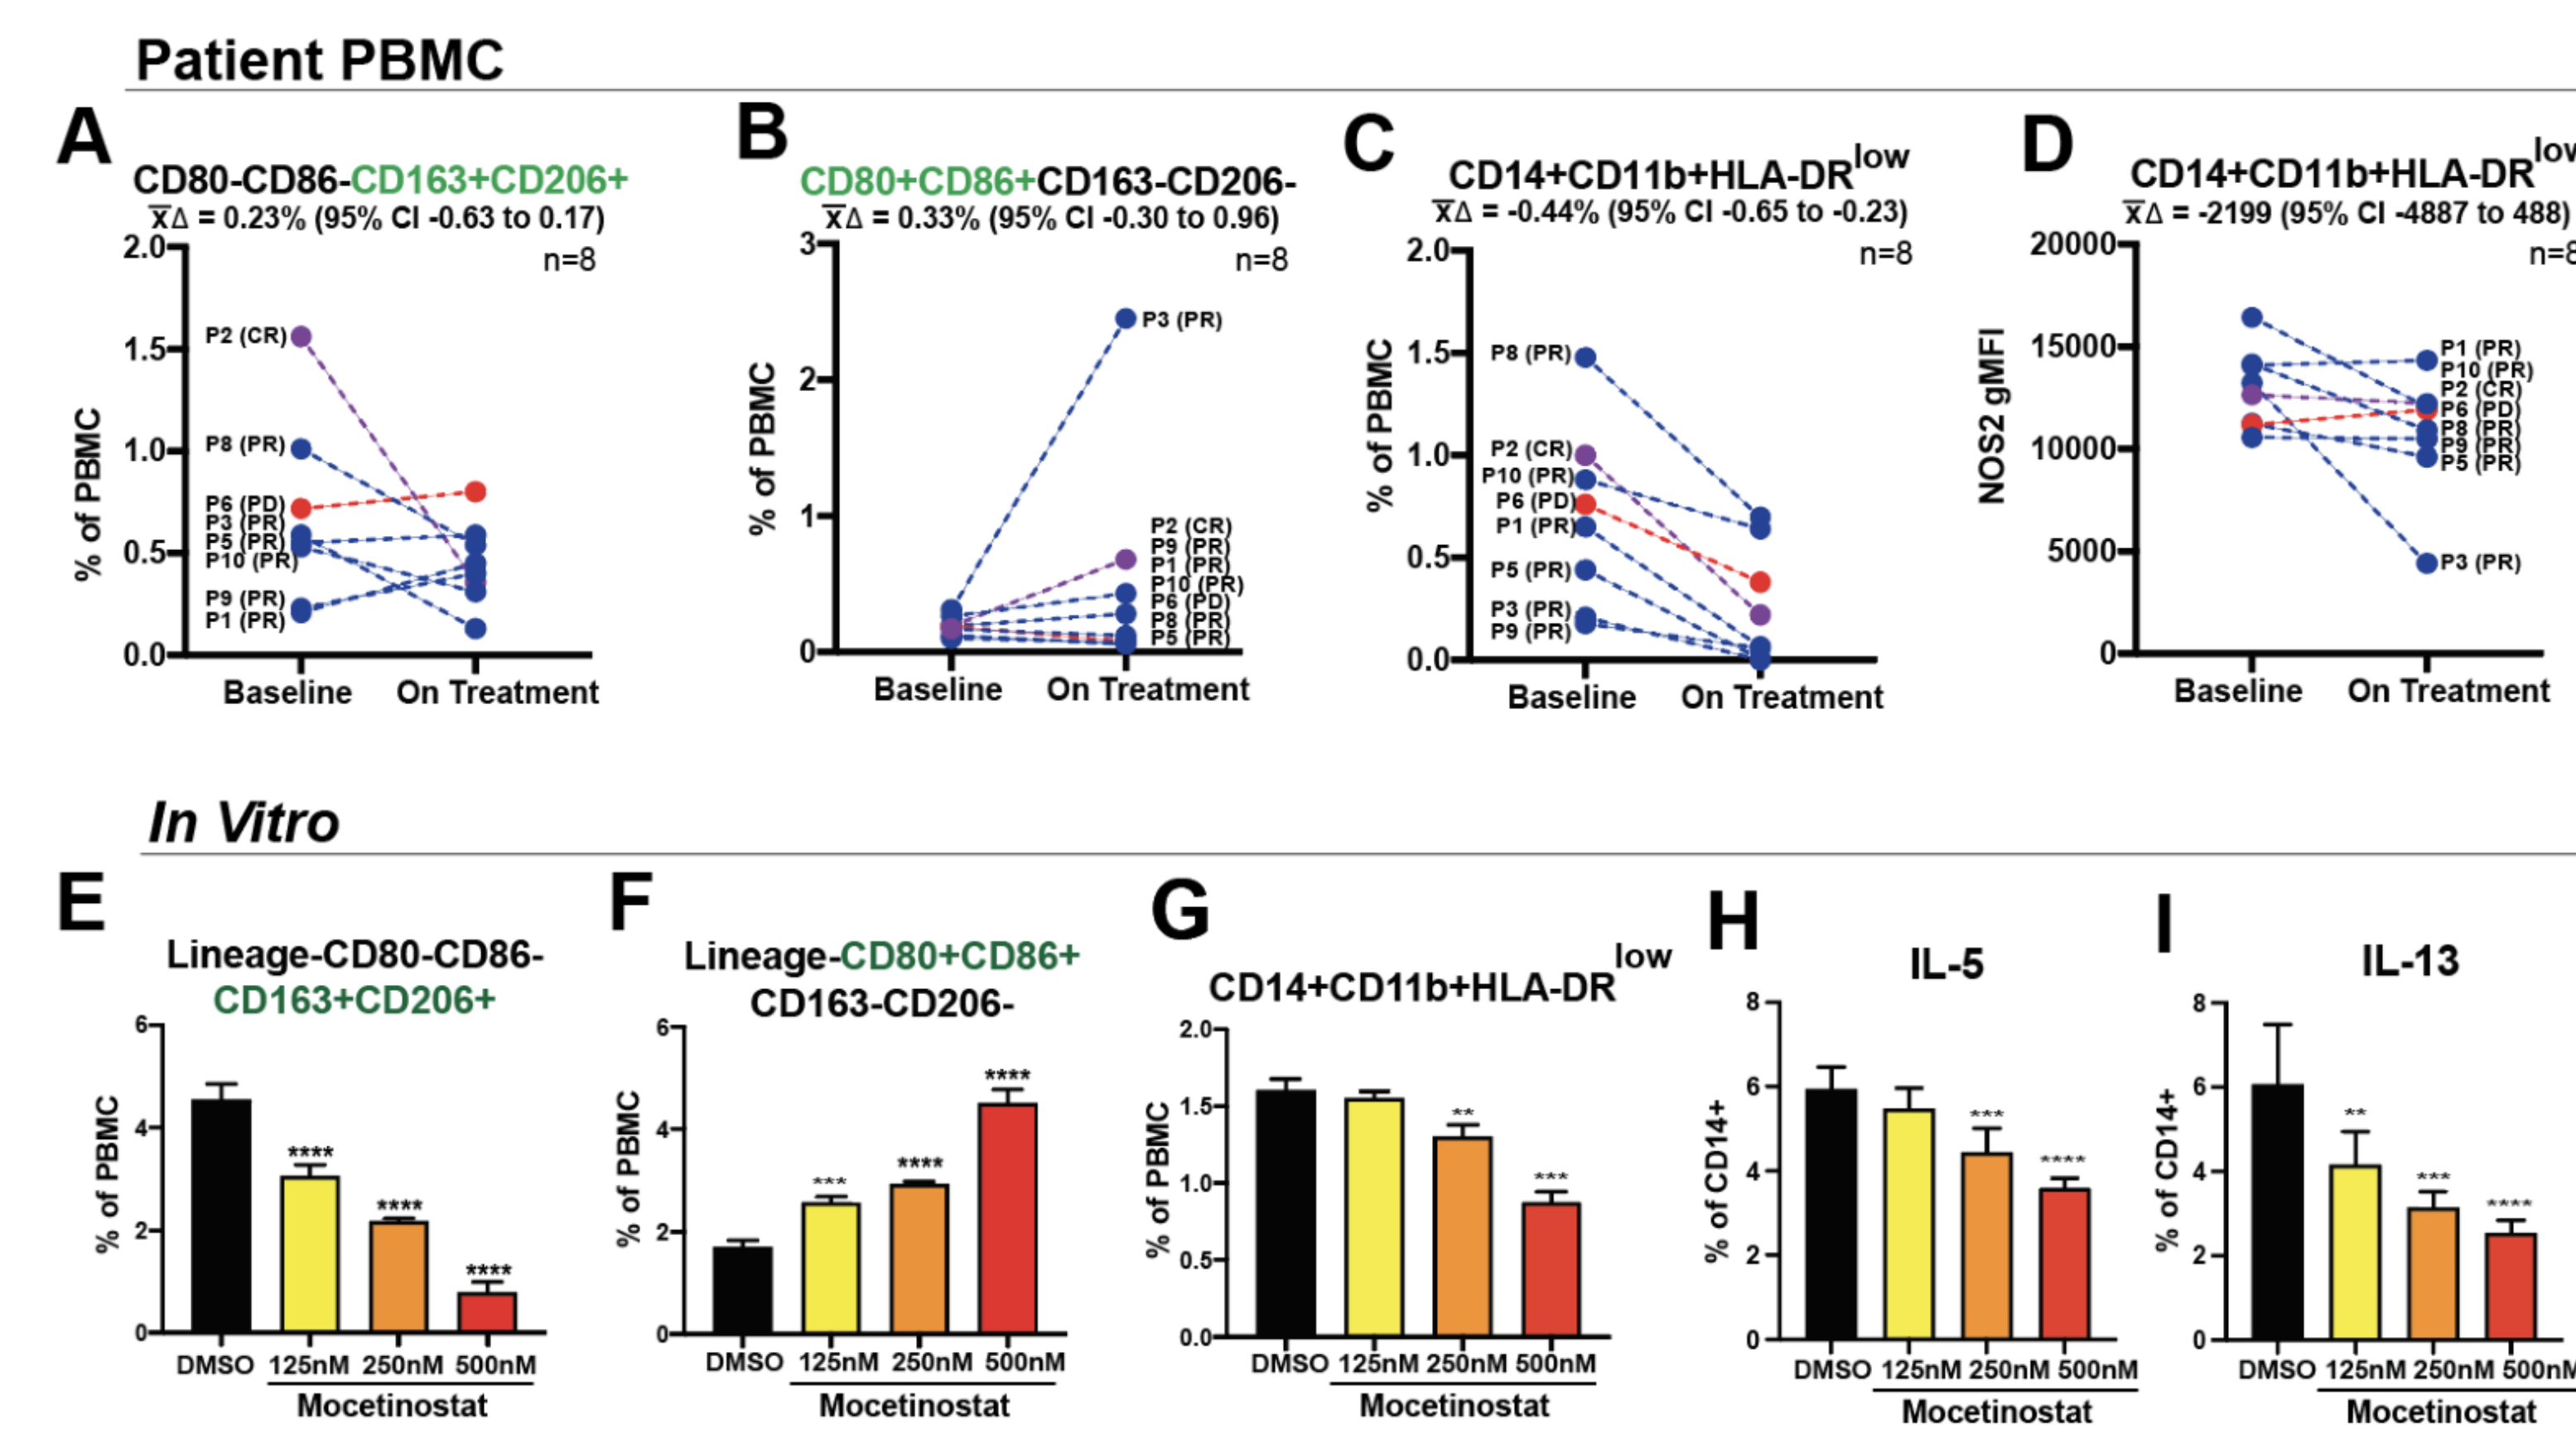 Patient PBMC
A
CD80-CD86-CD163+CD206+
x̅Δ = 0.23% (95% CI -0.63 to 0.17)
n=8
% of PBMC
2.0
1.5
1.0
0.5
0.0
P2 (CR)
P8 (PR)
P6 (PD)
P3 (PR)
P5 (PR)
P10 (PR)
P9 (PR)
P1 (PR)
Baseline
On Treatment
B
CD80+CD86+CD163-CD206-
x̅Δ = 0.33% (95% CI -0.30 to 0.96)
n=8
% of PBMC
3
2
1
0
P3 (PR)
P2 (CR)
P9 (PR)
P1 (PR)
P10 (PR)
P6 (PD)
P8 (PR)
P5 (PR)
Baseline
On Treatment
C
CD14+CD11b+HLA-DRlow
x̅Δ = -0.44% (95% CI -0.65 to -0.23)
n=8
% of PBMC
2.0
1.5
1.0
0.5
0.0
P8 (PR)
P2 (CR)
P10 (PR)
P6 (PD)
P1 (PR)
P5 (PR)
P3 (PR)
P9 (PR)
Baseline
On Treatment
D
CD14+CD11b+HLA-DRlow
x̅Δ = -2199 (95% CI -4887 to 488)
n=8
NOS2 gMFI
20000
15000
10000
5000
0
P1 (PR)
P10 (PR)
P2 (CR)
P6 (PD)
P8 (PR)
P9 (PR)
P5 (PR)
P3 (PR)
Baseline
On Treatment
In Vitro
E
Lineage-CD80-CD86-
CD163+CD206+
% of PBMC
6
4
2
0
****
****
****
DMSO 125nM 250nM 500nM
Mocetinostat
F
Lineage-CD80+CD86+
CD163-CD206-
% of PBMC
6
4
2
0
***
****
****
DMSO 125nM 250nM 500nM
Mocetinostat
G
CD14+CD11b+HLA-DRlow
% of PBMC
2.0
1.5
1.0
0.5
0.0
**
***
DMSO 125nM 250nM 500nM
Mocetinostat
H
IL-5
% of CD14+
8
6
4
2
0
***
****
DMSO 125nM 250nM 500nM
Mocetinostat
I
IL-13
% of CD14+
8
6
4
2
0
**
***
****
DMSO 125nM 250nM 500nM
Mocetinostat